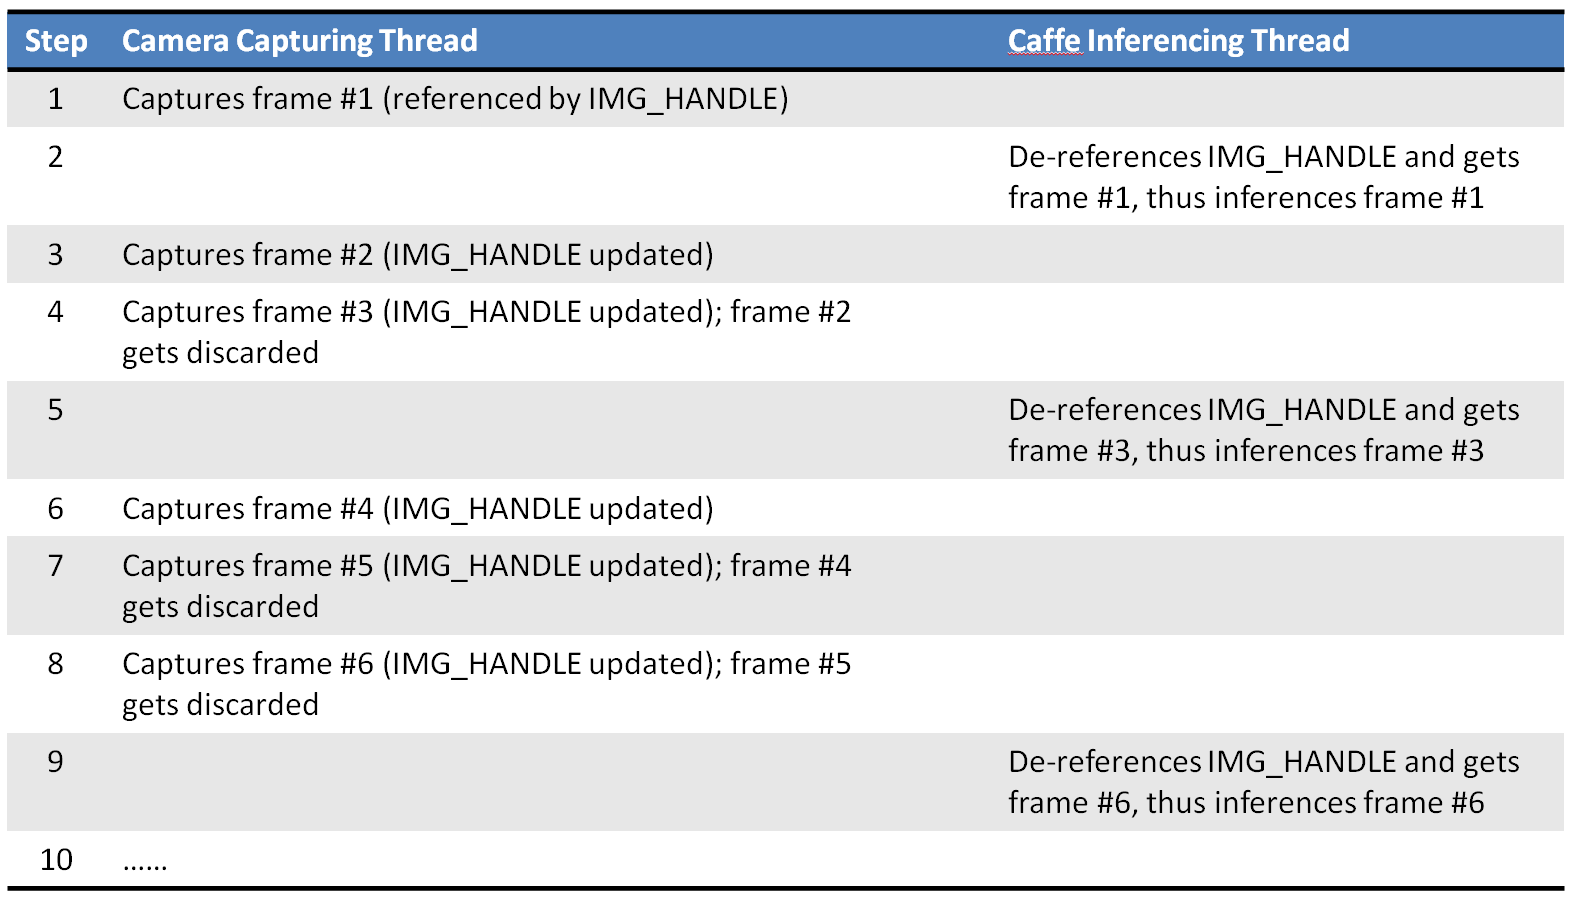 Step Camera Capturing Thread Caffe Inferencing Thread
1 Captures frame #1 (referenced by IMG_HANDLE)
2 De-references IMG_HANDLE and gets
frame #1, thus inferences frame #1
3 Captures frame #2 (IMG_HANDLE updated)
4 Captures frame #3 (IMG_HANDLE updated); frame #2
gets discarded
5 De-references IMG_HANDLE and gets
frame #3, thus inferences frame #3
6 Captures frame #4 (IMG_HANDLE updated)
7 Captures frame #5 (IMG_HANDLE updated); frame #4
gets discarded
8 Captures frame #6 (IMG_HANDLE updated); frame #5
gets discarded
9 De-references IMG_HANDLE and gets
frame #6, thus inferences frame #6
10 ......